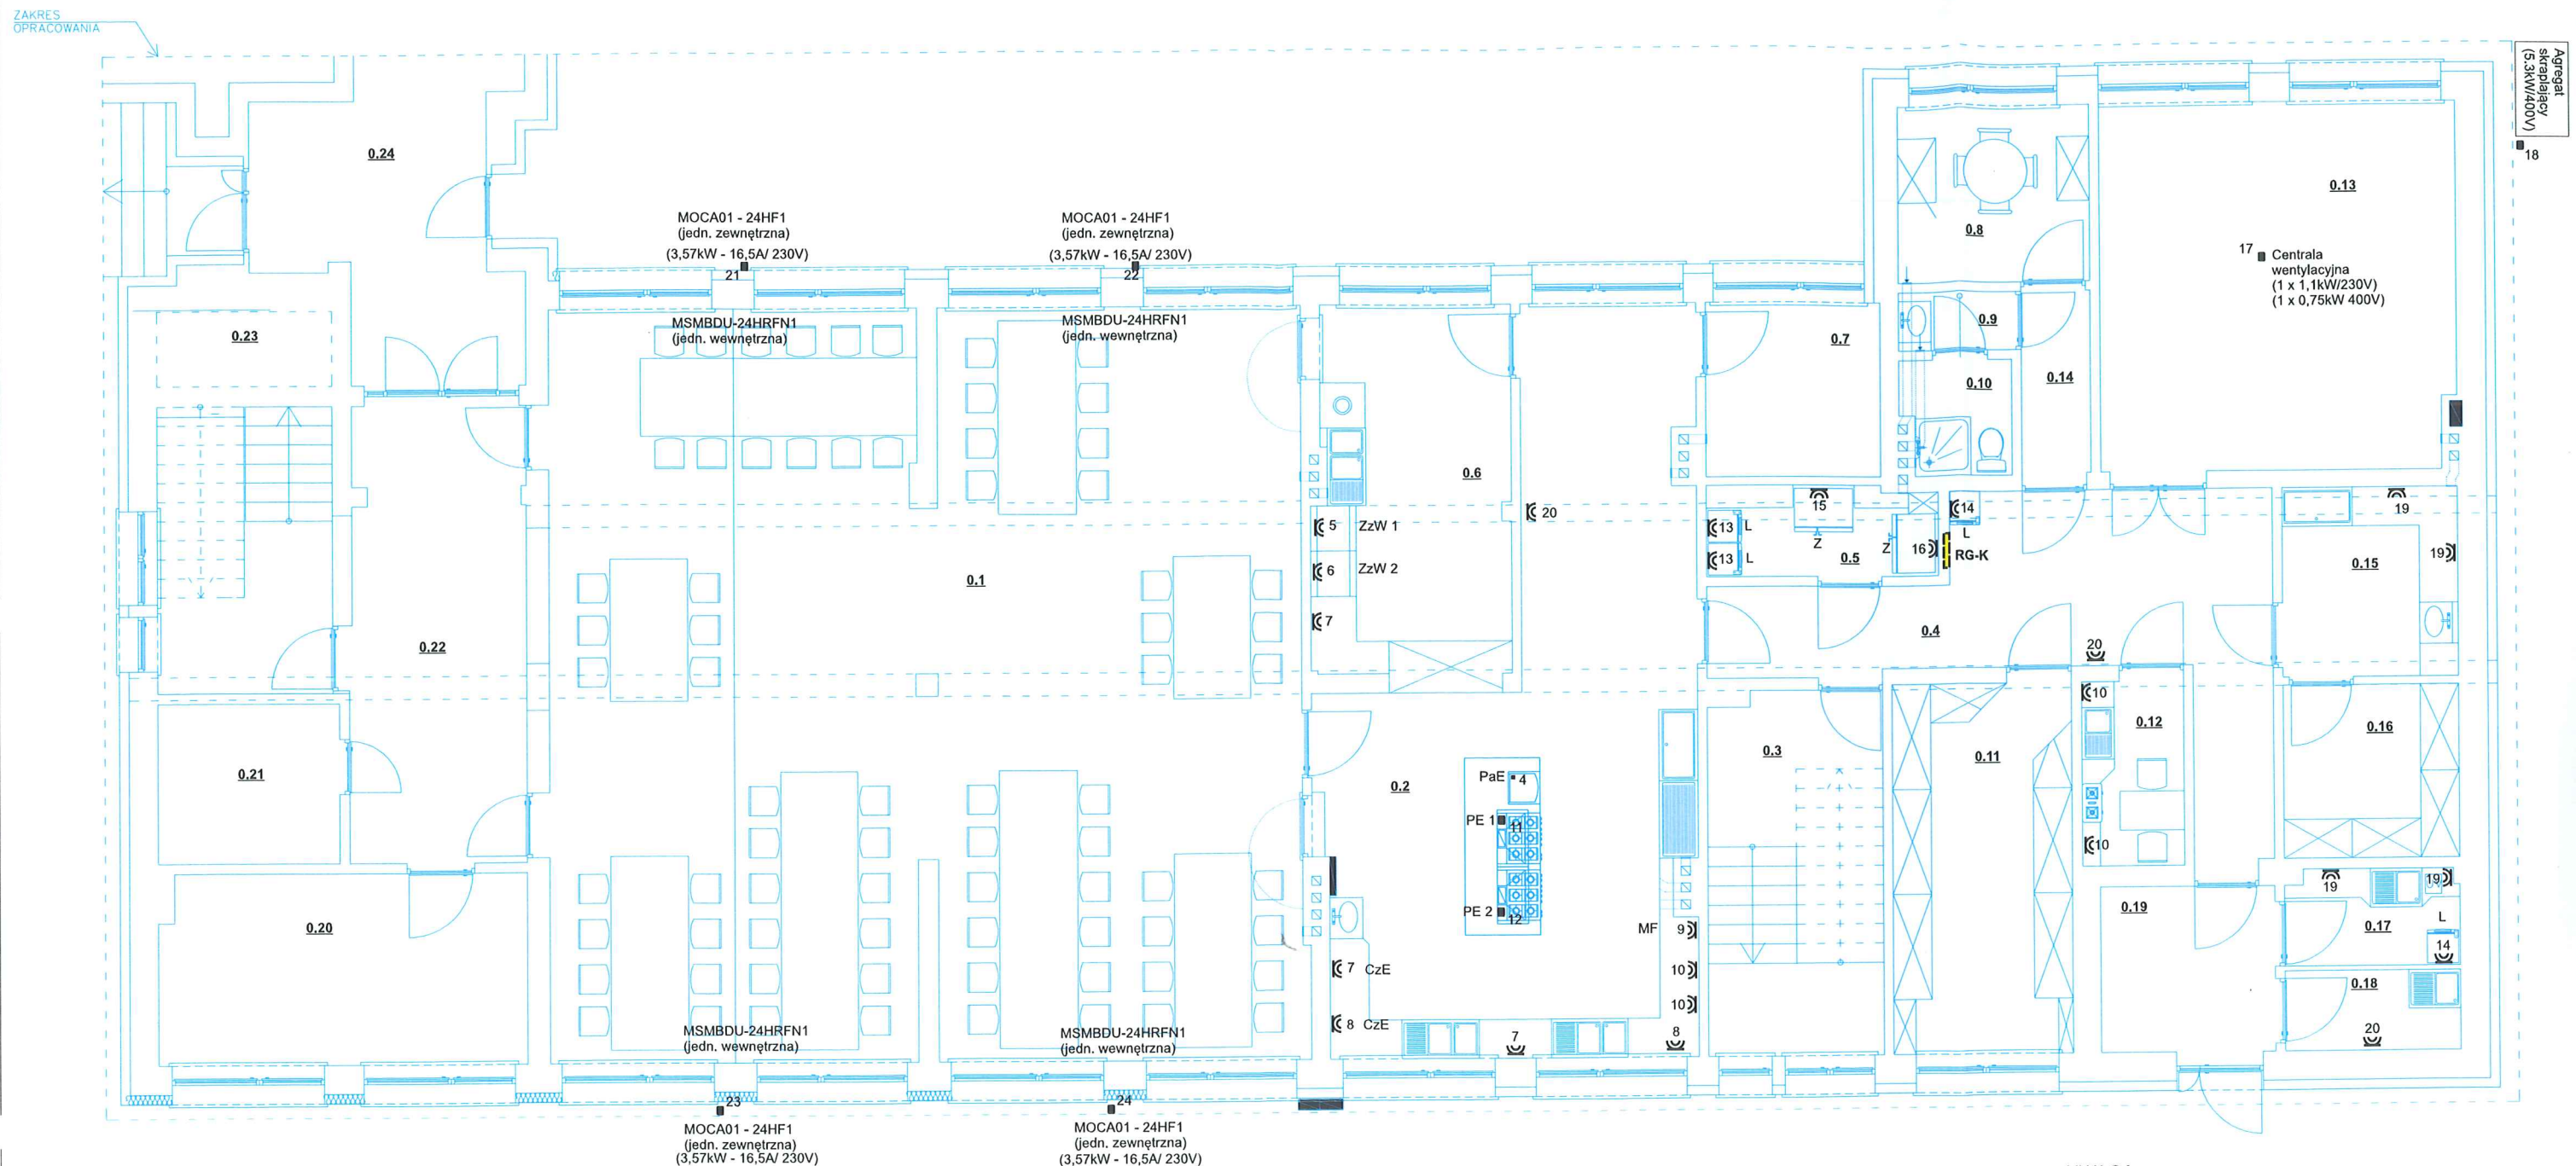 ZAKRES
OPRACOWANIA
Agregat
skraplający
(5.3kW/400V)
18
0.24
0.13
17
Centrala
wentylacyjna
(1 x 1,1kW/230V)
(1 x 0,75kW 400V)
MOCA01 - 24HF1
(jedn. zewnętrzna)
(3,57kW - 16,5A/ 230V)
21
MOCA01 - 24HF1
(jedn. zewnętrzna)
(3,57kW - 16,5A/ 230V)
22
0.8
0.23
MSMBDU-24HRFN1
(jedn. wewnętrzna)
MSMBDU-24HRFN1
(jedn. wewnętrzna)
0.9
0.7
0.10
0.14
0.6
5 ZzW 1
6 ZzW 2
7
20
13 L
13 L
15
Z
Z
16
0.5
14
L
RG-K
19
19
0.15
0.1
0.22
0.4
20
10
0.12
0.16
0.21
0.2
PaE 4
PE 1
11
PE 2
12
0.3
0.11
10
0.20
MF 9
10
10
7 CzE
8 CzE
7
8
0.19
19
19
0.17
L
14
0.18
20
MSMBDU-24HRFN1
(jedn. wewnętrzna)
MSMBDU-24HRFN1
(jedn. wewnętrzna)
23
24
MOCA01 - 24HF1
(jedn. zewnętrzna)
(3,57kW - 16,5A/ 230V)
MOCA01 - 24HF1
(jedn. zewnętrzna)
(3,57kW - 16,5A/ 230V)